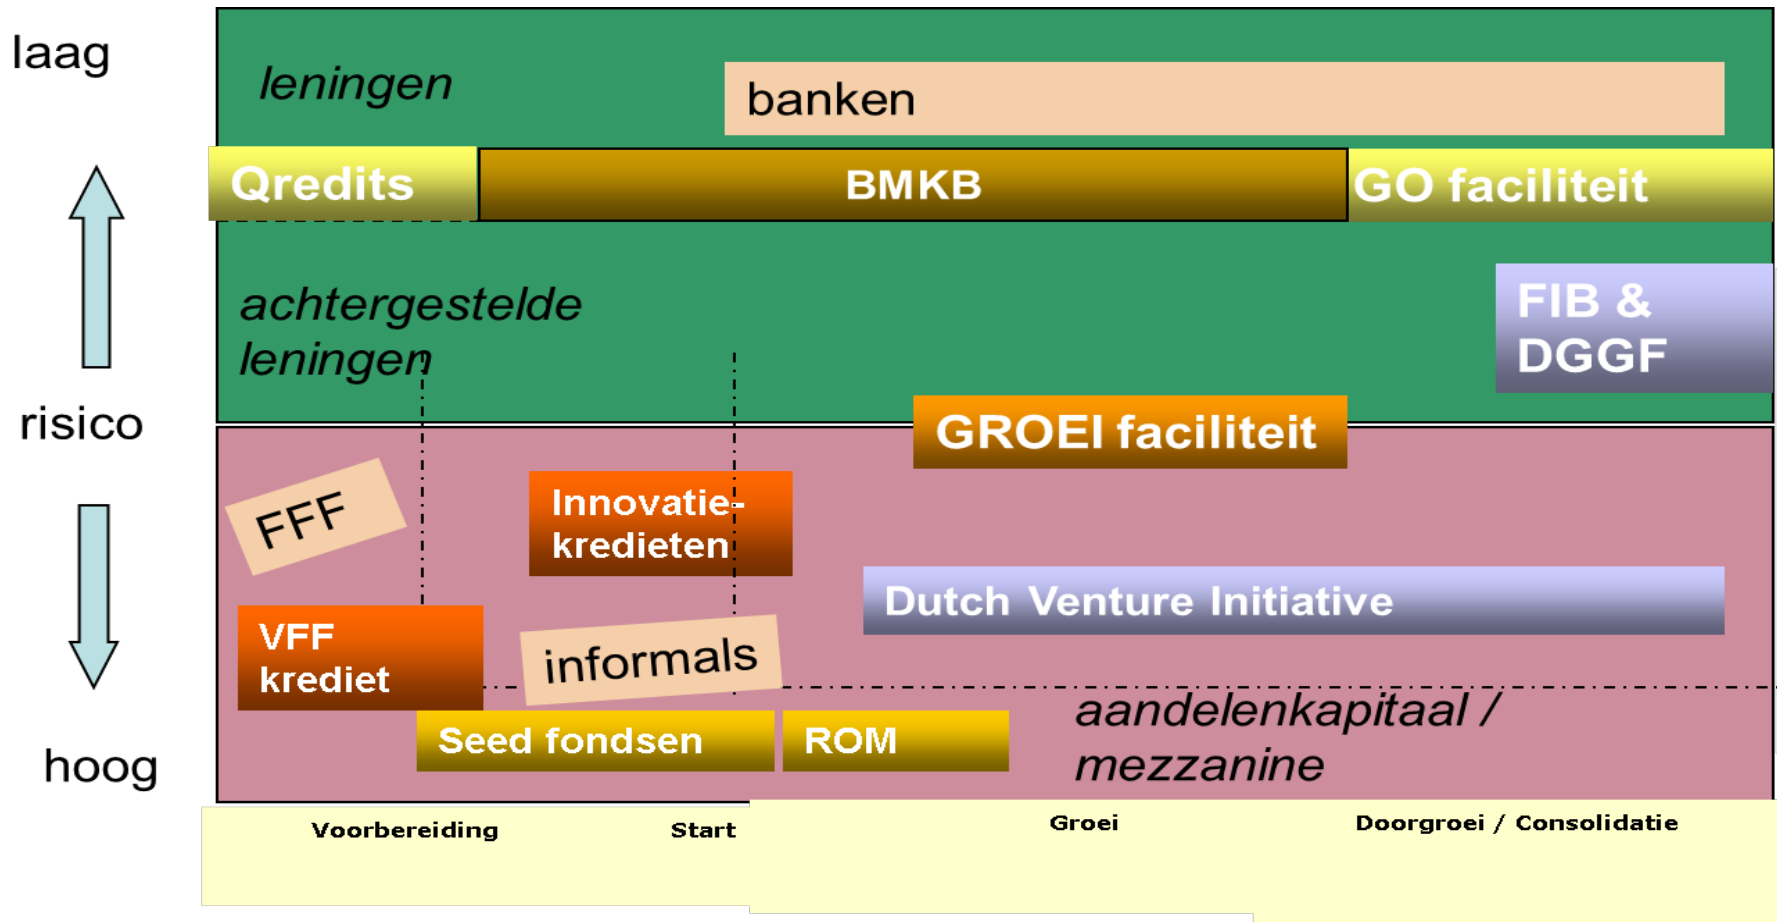 laag
leningen
banken
Qredits
BMKB
GO faciliteit
achtergestelde
leningen
FIB &
DGGF
risico
GROEI faciliteit
FFF
Innovatie-
kredieten
Dutch Venture Initiative
VFF
krediet
informals
Seed fondsen
ROM
aandelenkapitaal /
mezzanine
hoog
Voorbereiding
Start
Groei
Doorgroei / Consolidatie